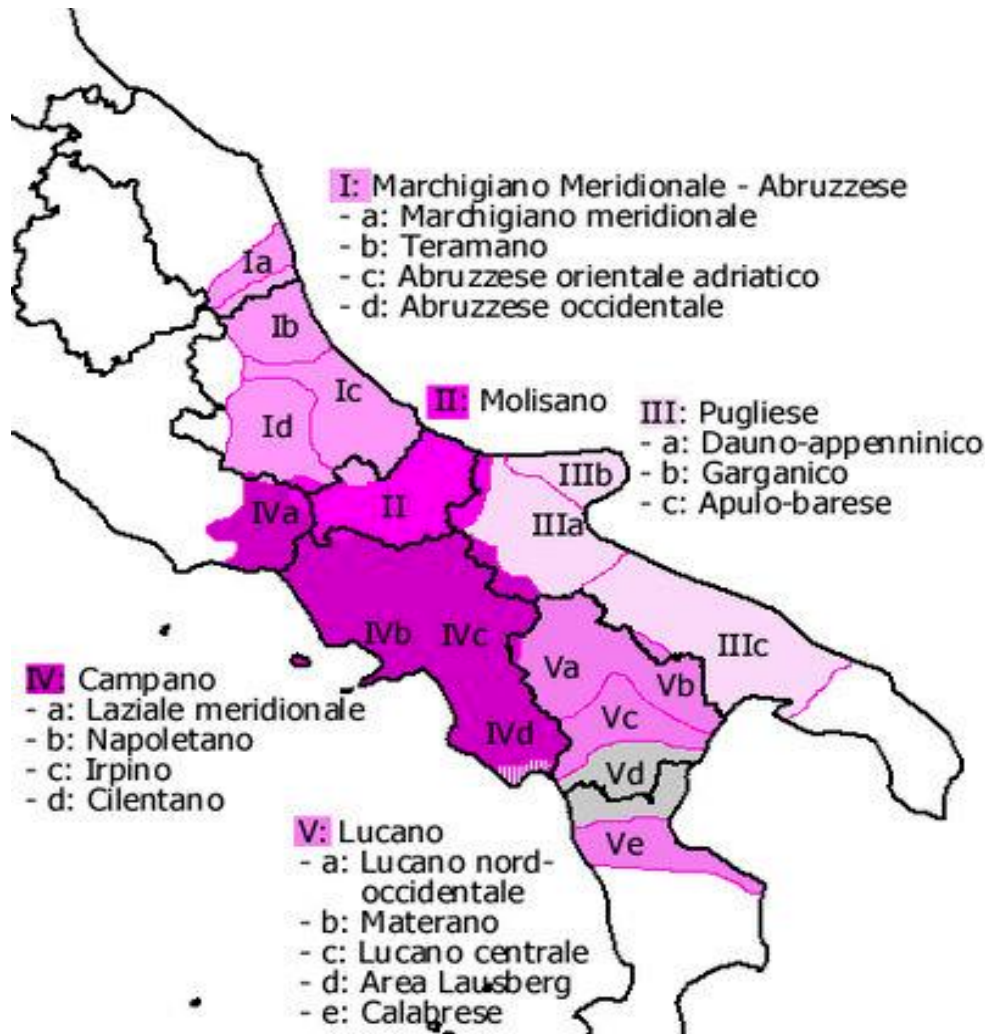 I: Marchigiano Meridionale - Abruzzese
- a: Marchigiano meridionale
- b: Teramano
- c: Abruzzese orientale adriatico
- d: Abruzzese occidentale
Ia
Ib
Ic
Id
II: Molisano
III: Pugliese
- a: Dauno-appenninico
- b: Garganico
- c: Apulo-barese
IIIb
IVa
II
IIIa
IVb
IVc
IIIc
Va
Vb
Vc
IVd
Vd
Ve
IV: Campano
- a: Laziale meridionale
- b: Napoletano
- c: Irpino
- d: Cilentano
V: Lucano
- a: Lucano nord-
occidentale
- b: Materano
- c: Lucano centrale
- d: Area Lausberg
- e: Calabrese